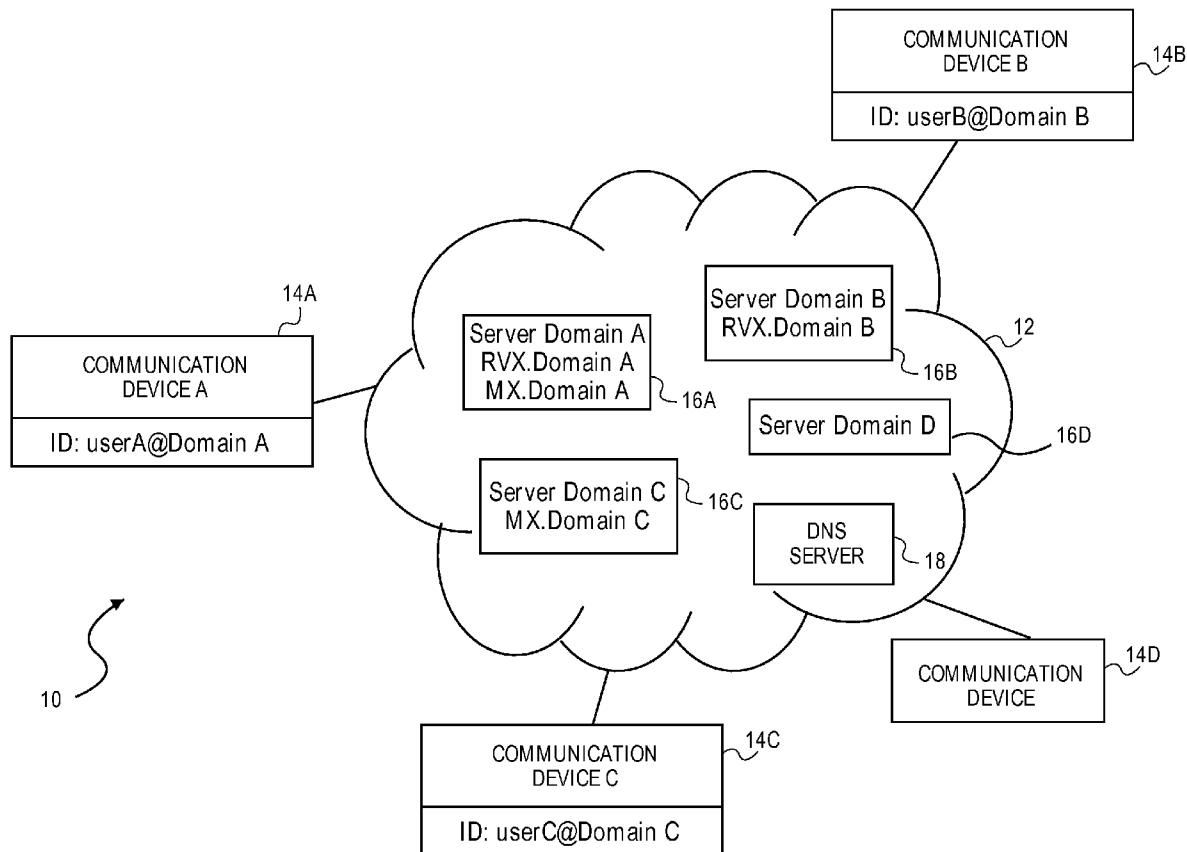 COMMUNICATION
DEVICE B
14B
ID: userB@Domain B
14A
COMMUNICATION
DEVICE A
ID: userA@Domain A
Server Domain A
RVX.Domain A
MX.Domain A
16A
Server Domain B
RVX.Domain B
16B
12
Server Domain D
16D
Server Domain C
MX.Domain C
16C
DNS
SERVER
18
10
COMMUNICATION
DEVICE
14D
COMMUNICATION
DEVICE C
14C
ID: userC@Domain C